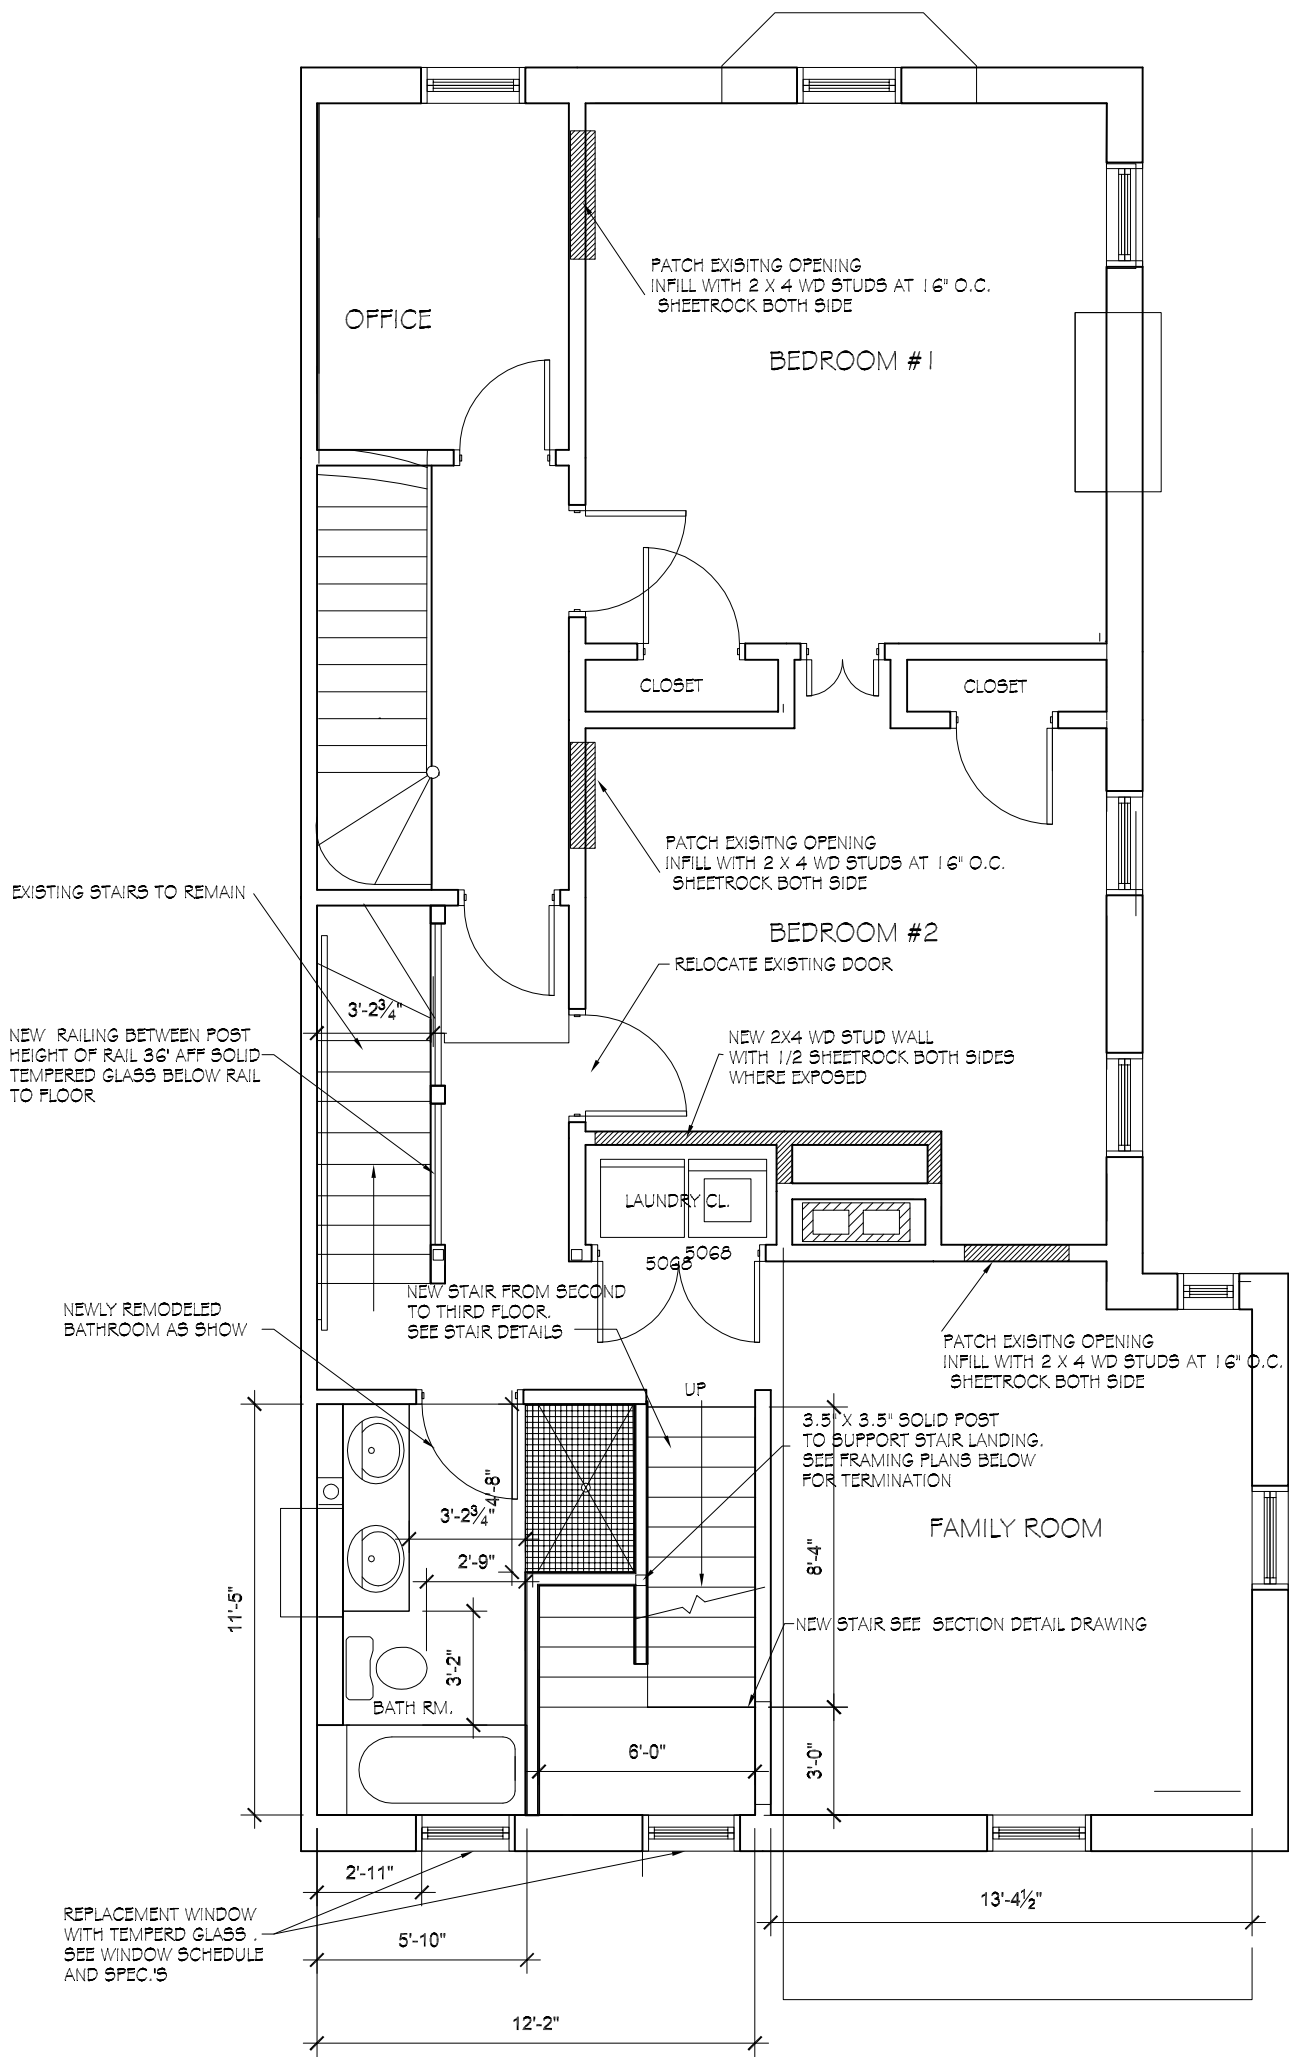 PATCH EXISITNG OPENING
INFILL WITH 2 X 4 WD STUDS AT 16" O.C.
SHEETROCK BOTH SIDE
OFFICE
BEDROOM #1
CLOSET
CLOSET
PATCH EXISITNG OPENING
INFILL WITH 2 X 4 WD STUDS AT 16" O.C.
SHEETROCK BOTH SIDE
EXISTING STAIRS TO REMAIN
BEDROOM #2
RELOCATE EXISTING DOOR
3'-2¾"
NEW RAILING BETWEEN POST
HEIGHT OF RAIL 36' AFF SOLID
TEMPERED GLASS BELOW RAIL
TO FLOOR
NEW 2X4 WD STUD WALL
WITH 1/2 SHEETROCK BOTH SIDES
WHERE EXPOSED
LAUNDRY CL.
5068
5068
NEW STAIR FROM SECOND
TO THIRD FLOOR.
SEE STAIR DETAILS
NEWLY REMODELED
BATHROOM AS SHOW
PATCH EXISITNG OPENING
INFILL WITH 2 X 4 WD STUDS AT 16" O.C.
SHEETROCK BOTH SIDE
UP
3.5" X 3.5" SOLID POST
TO SUPPORT STAIR LANDING.
SEE FRAMING PLANS BELOW
FOR TERMINATION
4'-8"
3'-2¾"
FAMILY ROOM
2'-9"
8'-4"
11'-5"
NEW STAIR SEE SECTION DETAIL DRAWING
3'-2"
BATH RM.
6'-0"
3'-0"
2'-11"
13'-4½"
REPLACEMENT WINDOW
WITH TEMPERD GLASS .
SEE WINDOW SCHEDULE
AND SPEC.'S
5'-10"
12'-2"